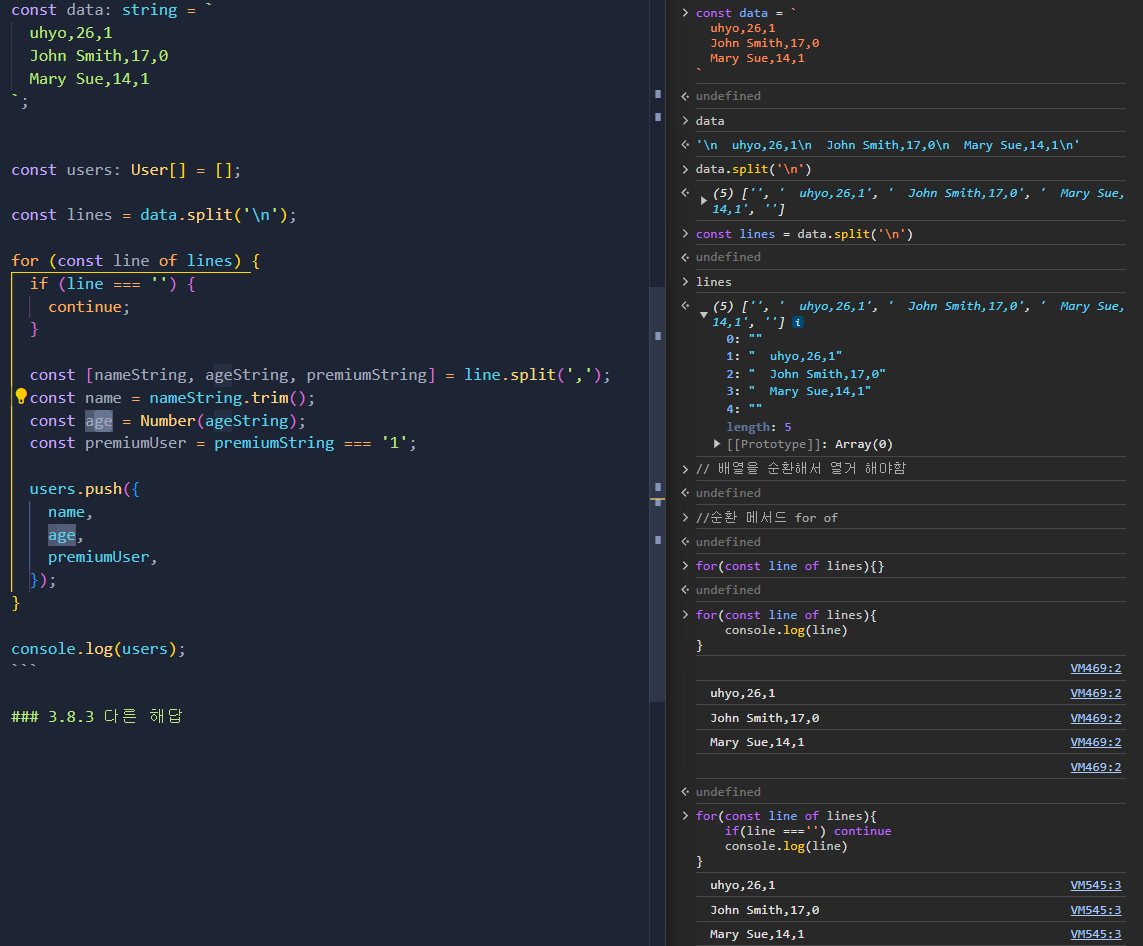 const data: string = `
  uhyo,26,1
  John Smith,17,0
  Mary Sue,14,1
`;
const users: User[] = [];
const lines = data.split('\n');
for (const line of lines) {
  if (line === '') {
    continue;
  }
  const [nameString, ageString, premiumString] = line.split(',');
  const name = nameString.trim();
  const age = Number(ageString);
  const premiumUser = premiumString === '1';
  users.push({
    name,
    age,
    premiumUser,
  });
}
console.log(users);
```
### 3.8.3 다른 해답
const data = `
  uhyo,26,1
  John Smith,17,0
  Mary Sue,14,1
`
undefined
data
'\n  uhyo,26,1\n  John Smith,17,0\n  Mary Sue,14,1\n'
data.split('\n')
(5) ['', '  uhyo,26,1', '  John Smith,17,0', '  Mary Sue,
14,1', '']
const lines = data.split('\n')
undefined
lines
(5) ['', '  uhyo,26,1', '  John Smith,17,0', '  Mary Sue,
14,1', ''] i
0: ""
1: "  uhyo,26,1"
2: "  John Smith,17,0"
3: "  Mary Sue,14,1"
4: ""
length: 5
[[Prototype]]: Array(0)
// 배열을 순환해서 열거 해야함
undefined
//순환 메서드 for of
undefined
for(const line of lines){}
undefined
for(const line of lines){
    console.log(line)
}
VM469:2
  uhyo,26,1 VM469:2
  John Smith,17,0 VM469:2
  Mary Sue,14,1 VM469:2
VM469:2
undefined
for(const line of lines){
    if(line ==='') continue
    console.log(line)
}
  uhyo,26,1 VM545:3
  John Smith,17,0 VM545:3
  Mary Sue,14,1 VM545:3